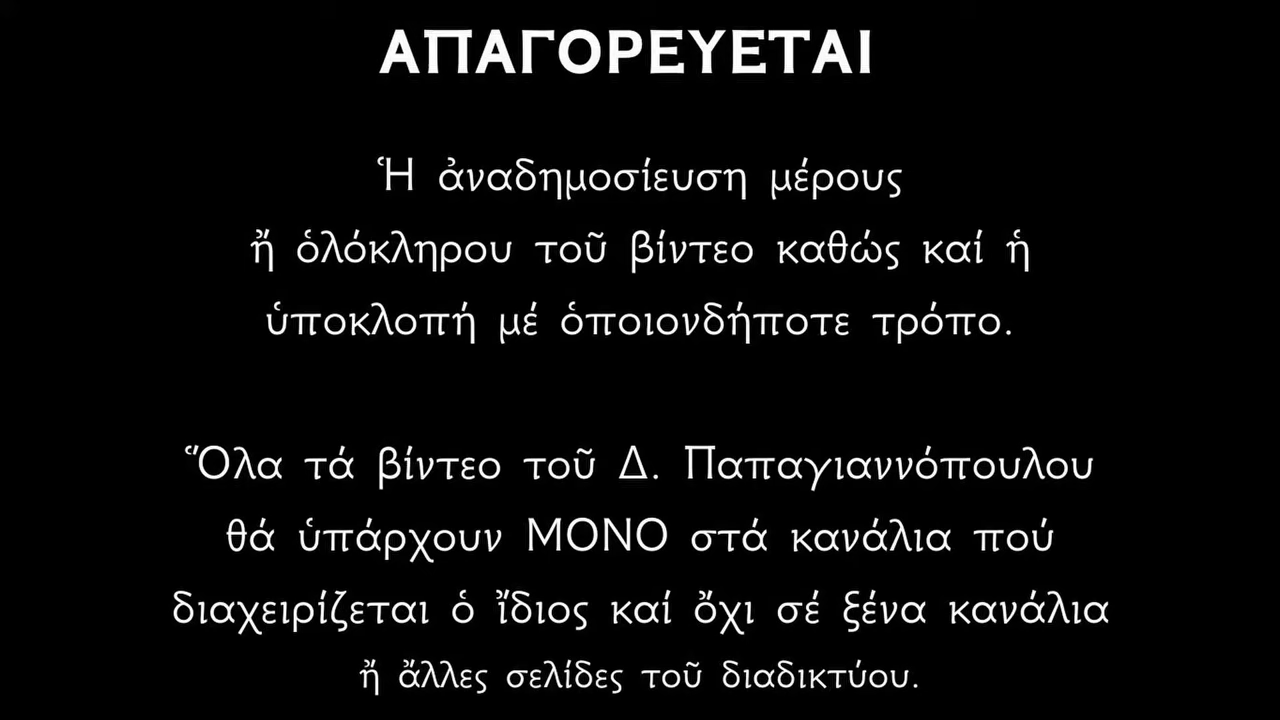 ΑΠΑΓΟΡΕΥΕΤΑΙ
Ἡ ἀναδημοσίευση μέρους
ἤ ὁλόκληρου τοῦ βίντεο καθώς καί ἡ
ὑποκλοπή μέ ὁποιονδήποτε τρόπο.
Ὅλα τά βίντεο τοῦ Δ. Παπαγιαννόπουλου
θά ὑπάρχουν ΜΟΝΟ στά κανάλια πού
διαχειρίζεται ὁ ἴδιος καί ὄχι σέ ξένα κανάλια
ἤ ἄλλες σελίδες τοῦ διαδικτύου.